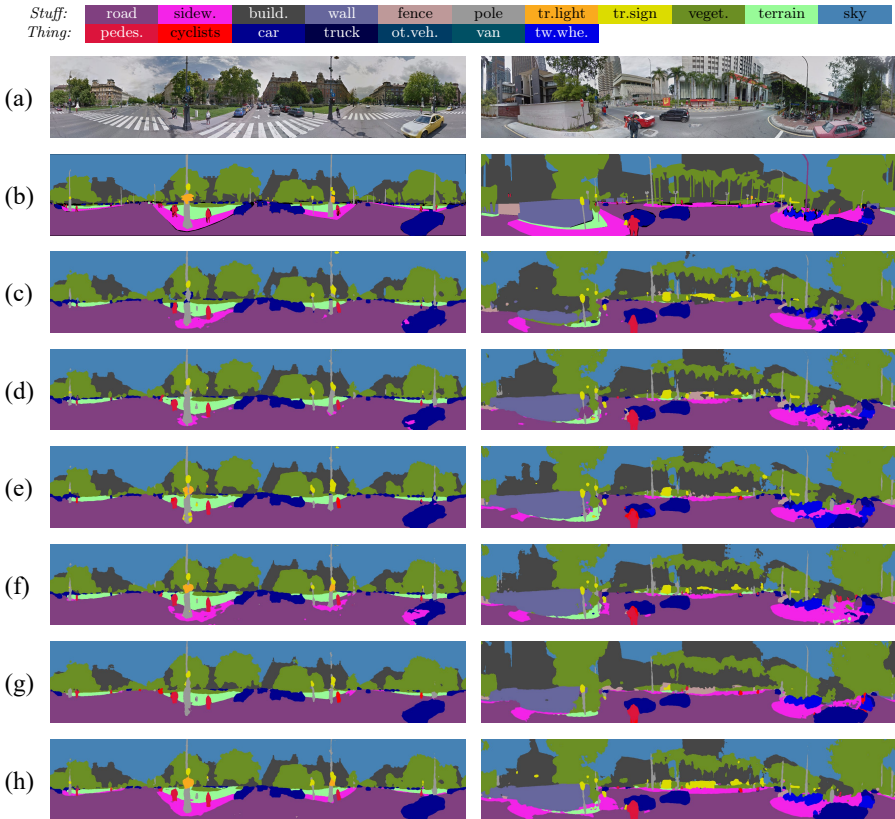 Stuff: road sidew. build. wall fence pole tr.light tr.sign veget. terrain sky
Thing: pedes. cyclists car truck ot.veh. van tw.whe.
(a)
(b)
(c)
(d)
(e)
(f)
(g)
(h)